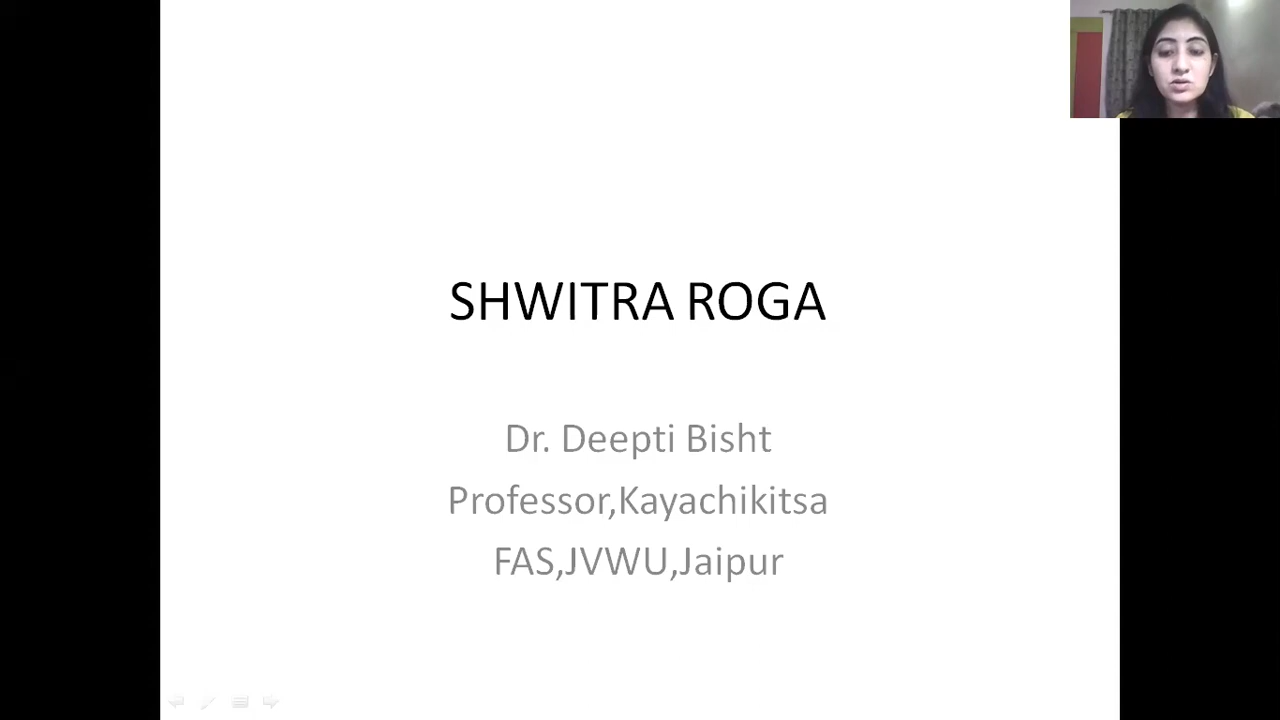 SHWITRA ROGA
Dr. Deepti Bisht
Professor,Kayachikitsa
FAS,JVWU,Jaipur